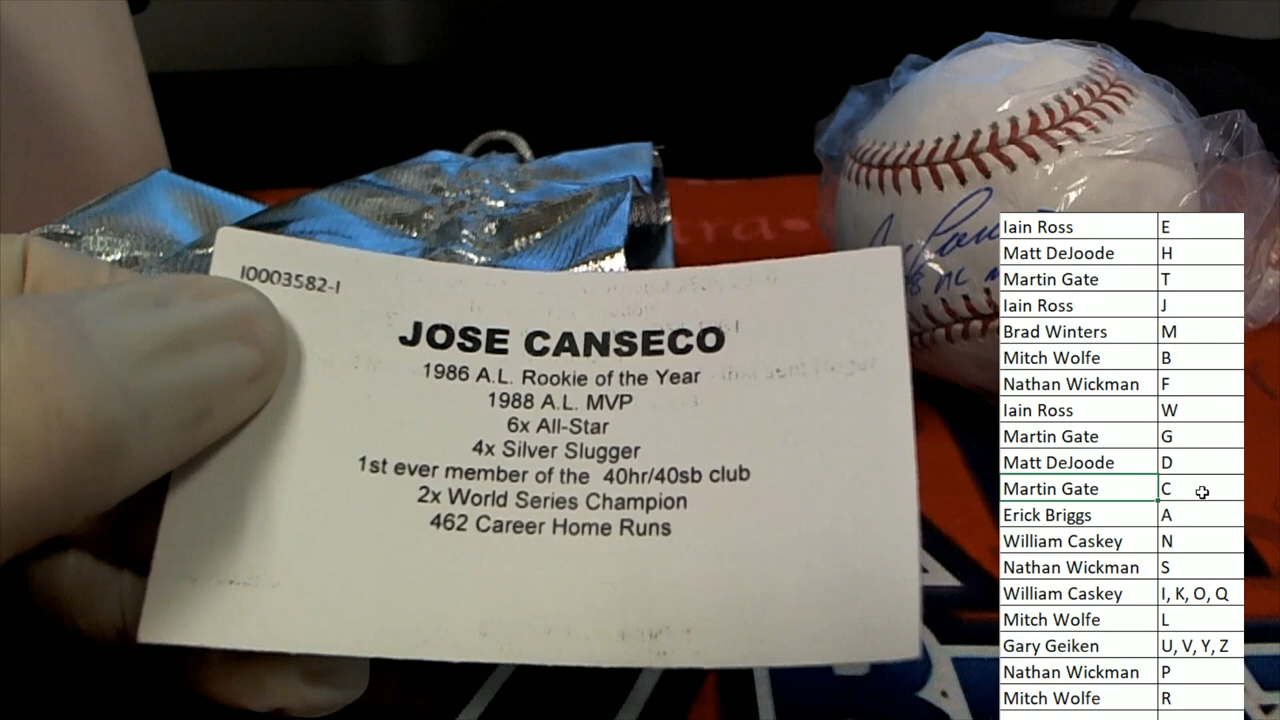 I0003582-I
JOSE CANSECO
1986 A.L. Rookie of the Year
1988 A.L. MVP
6x All-Star
4x Silver Slugger
1st ever member of the 40hr/40sb club
2x World Series Champion
462 Career Home Runs
Iain Ross E
Matt DeJoode H
Martin Gate T
Iain Ross J
Brad Winters M
Mitch Wolfe B
Nathan Wickman F
Iain Ross W
Martin Gate G
Matt DeJoode D
Martin Gate C
Erick Briggs A
William Caskey N
Nathan Wickman S
William Caskey I, K, O, Q
Mitch Wolfe L
Gary Geiken U, V, Y, Z
Nathan Wickman P
Mitch Wolfe R